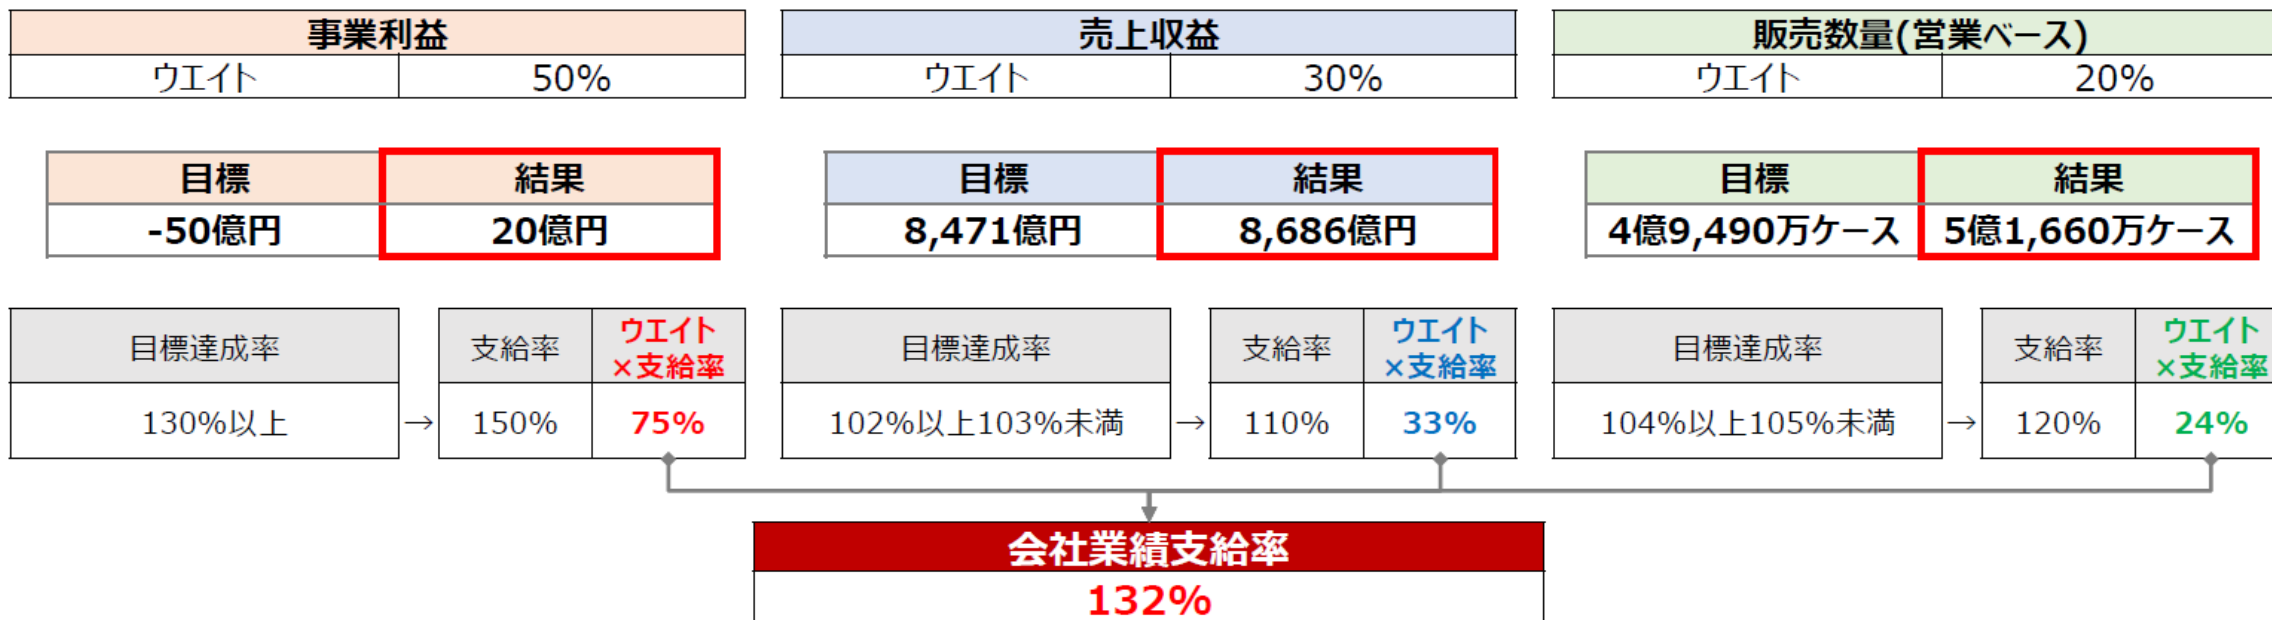 事業利益
ウエイト 50%
目標 結果
-50億円 20億円
目標達成率 支給率 ウエイト
×支給率
130%以上 → 150% 75%
売上収益
ウエイト 30%
目標 結果
8,471億円 8,686億円
目標達成率 支給率 ウエイト
×支給率
102%以上103%未満 → 110% 33%
販売数量(営業ベース)
ウエイト 20%
目標 結果
4億9,490万ケース 5億1,660万ケース
目標達成率 支給率 ウエイト
×支給率
104%以上105%未満 → 120% 24%
会社業績支給率
132%